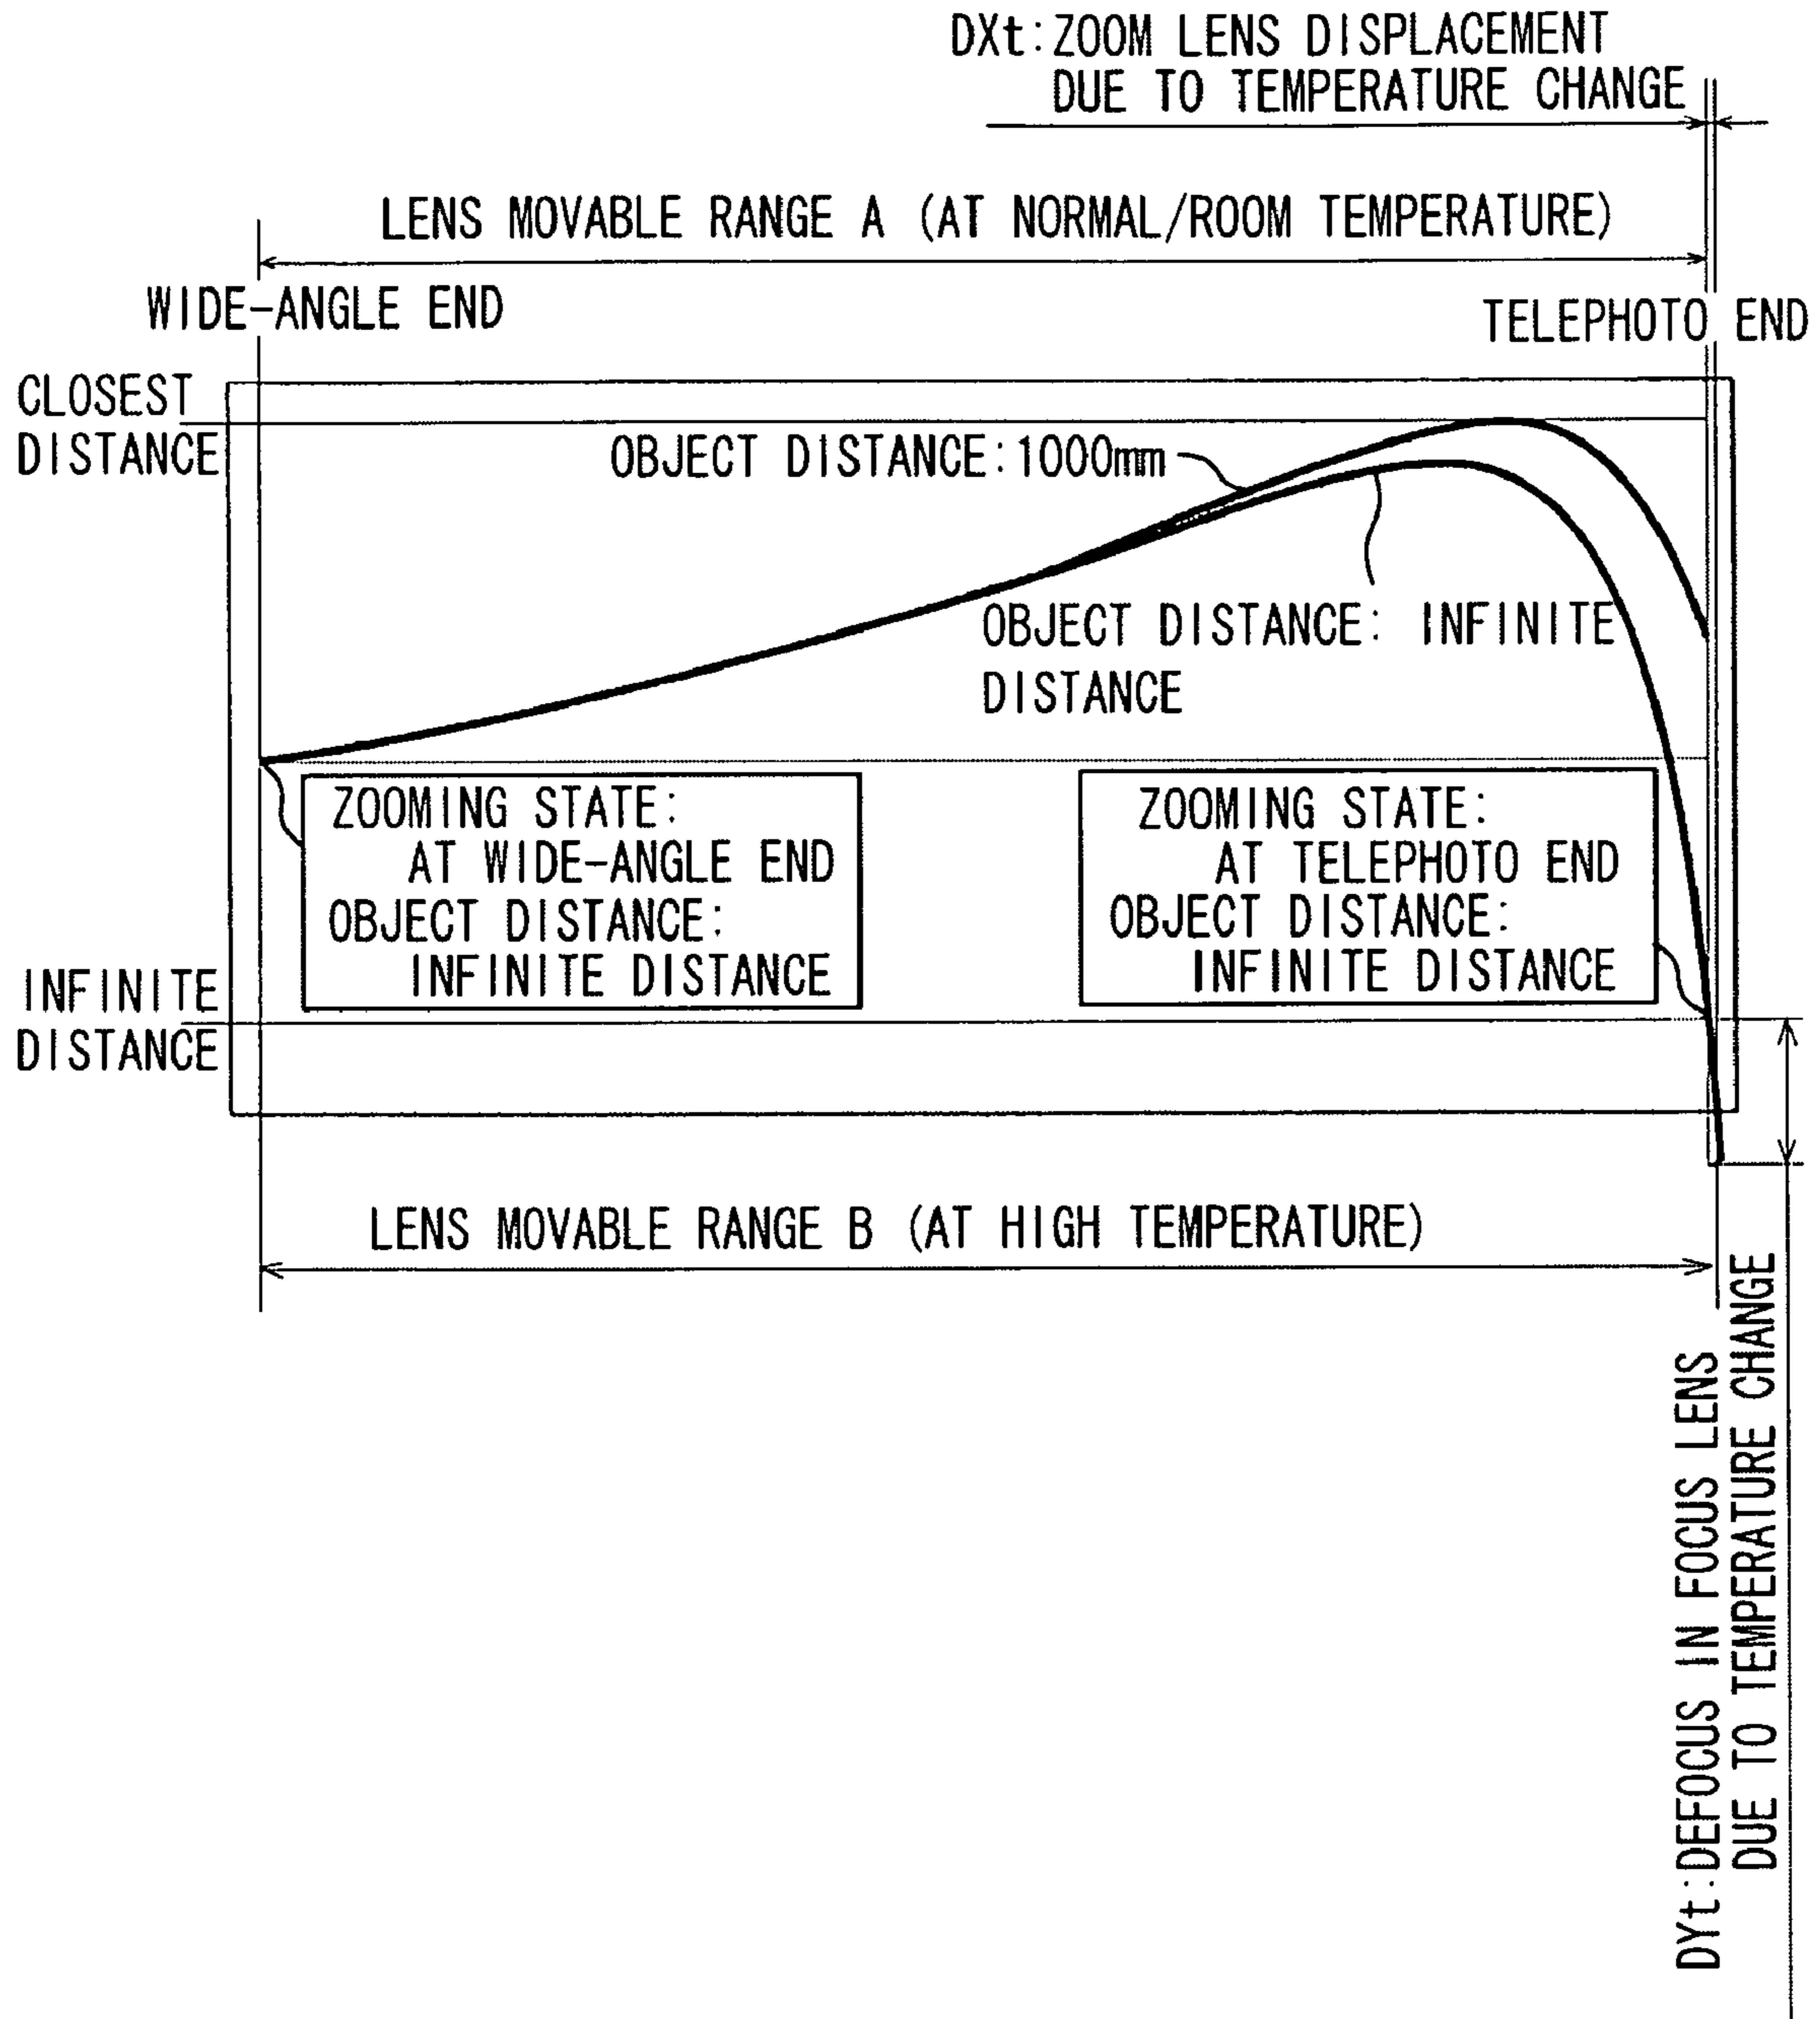 DXt:ZOOM LENS DISPLACEMENT
DUE TO TEMPERATURE CHANGE
LENS MOVABLE RANGE A (AT NORMAL/ROOM TEMPERATURE)
WIDE-ANGLE END
TELEPHOTO END
CLOSEST
DISTANCE
OBJECT DISTANCE:1000mm
OBJECT DISTANCE: INFINITE
DISTANCE
ZOOMING STATE:
AT WIDE-ANGLE END
OBJECT DISTANCE:
INFINITE DISTANCE
ZOOMING STATE:
AT TELEPHOTO END
OBJECT DISTANCE:
INFINITE DISTANCE
INFINITE
DISTANCE
LENS MOVABLE RANGE B (AT HIGH TEMPERATURE)
DYt:DEFOCUS IN FOCUS LENS
DUE TO TEMPERATURE CHANGE